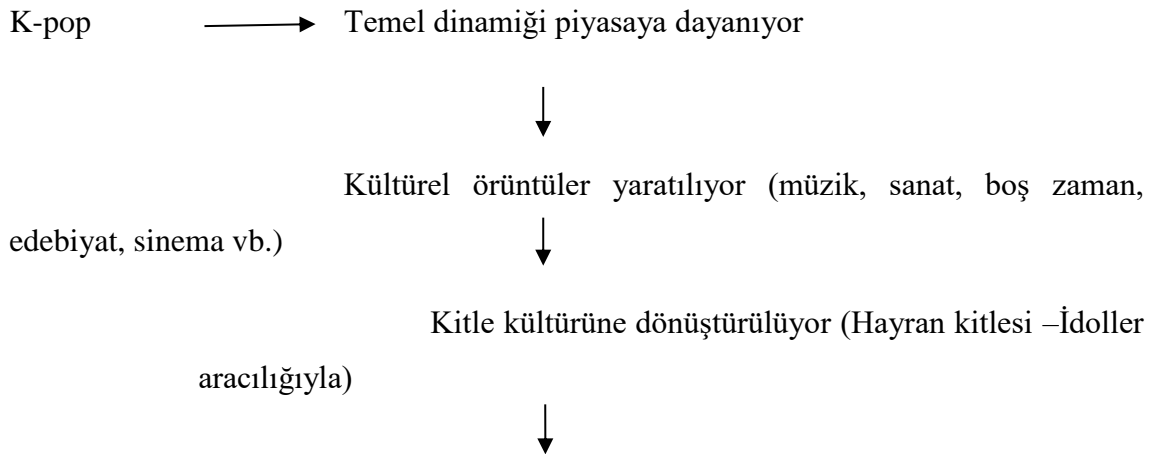 K-pop Temel dinamiği piyasaya dayanıyor
Kültürel örüntüler yaratılıyor (müzik, sanat, boş zaman,
edebiyat, sinema vb.)
Kitle kültürüne dönüştürülüyor (Hayran kitlesi –İdoller
aracılığıyla)